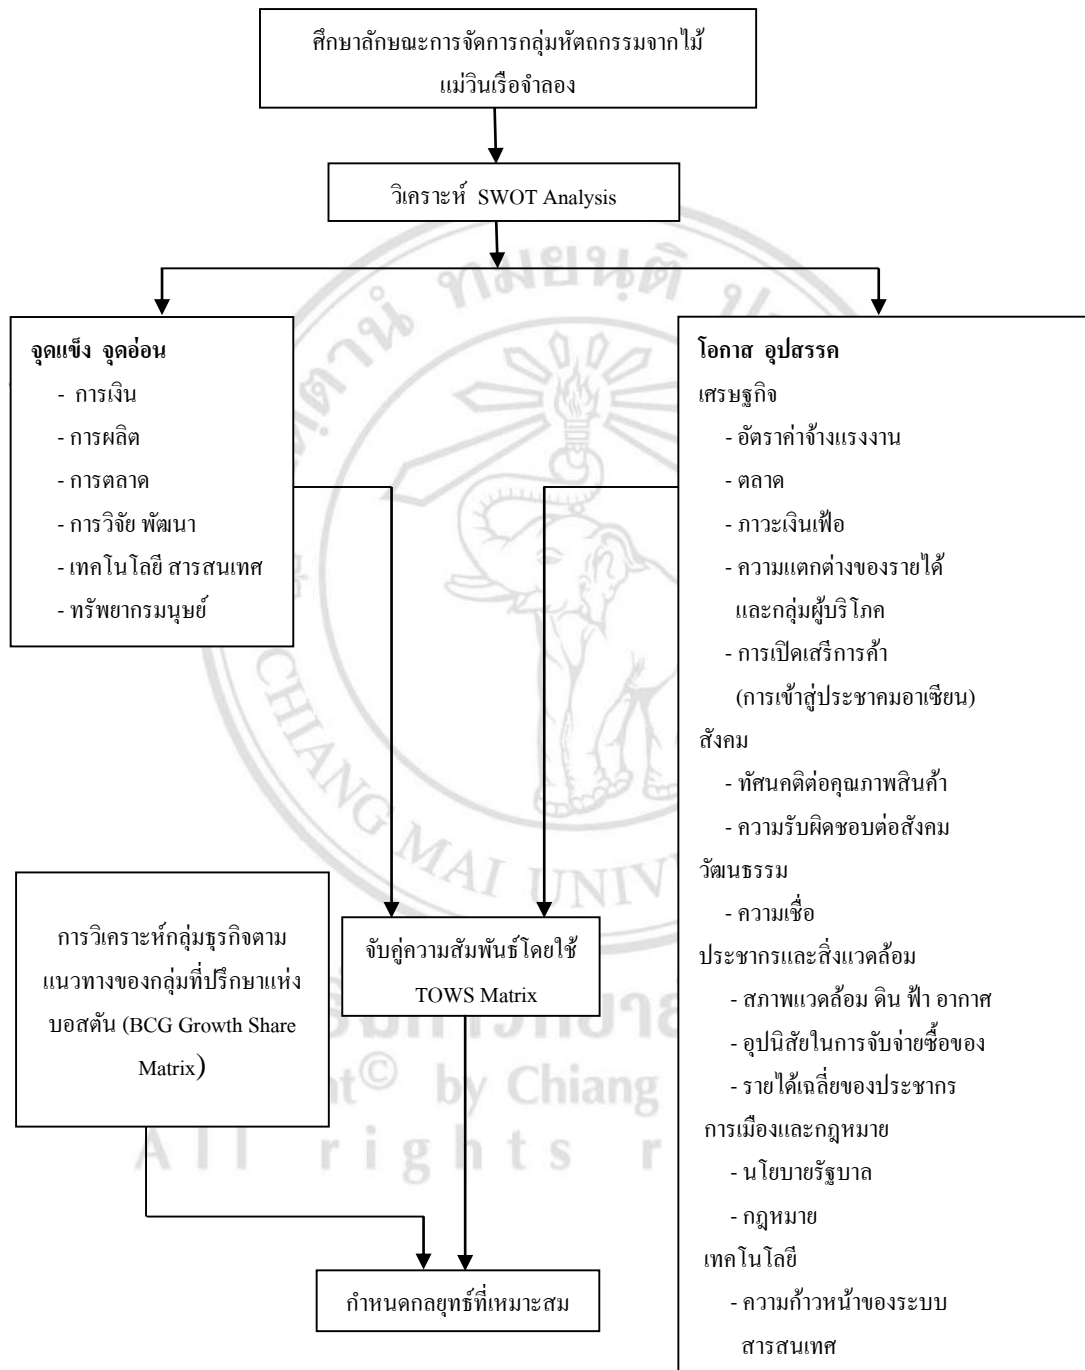 ศึกษาลักษณะการจัดการกลุ่มหัตถกรรมจากไม้
แม่วินเรือจำลอง
วิเคราะห์ SWOT Analysis
จุดแข็ง จุดอ่อน
- การเงิน
- การผลิต
- การตลาด
- การวิจัย พัฒนา
- เทคโนโลยี สารสนเทศ
- ทรัพยากรมนุษย์
โอกาส อุปสรรค
เศรษฐกิจ
- อัตราค่าจ้างแรงงาน
- ตลาด
- ภาวะเงินเฟ้อ
- ความแตกต่างของรายได้
และกลุ่มผู้บริโภค
- การเปิดเสรีการค้า
(การเข้าสู่ประชาคมอาเซียน)
สังคม
- ทัศนคติต่อคุณภาพสินค้า
- ความรับผิดชอบต่อสังคม
วัฒนธรรม
- ความเชื่อ
ประชากรและสิ่งแวดล้อม
- สภาพแวดล้อม ดิน ฟ้า อากาศ
- อุปนิสัยในการจับจ่ายซื้อของ
- รายได้เฉลี่ยของประชากร
การเมืองและกฎหมาย
- นโยบายรัฐบาล
- กฎหมาย
เทคโนโลยี
- ความก้าวหน้าของระบบ
สารสนเทศ
การวิเคราะห์กลุ่มธุรกิจตาม
แนวทางของกลุ่มที่ปรึกษาแห่ง
บอสตัน (BCG Growth Share
Matrix)
จับคู่ความสัมพันธ์โดยใช้
TOWS Matrix
กำหนดกลยุทธ์ที่เหมาะสม
ทมยนฺติ
CHIANG MAI UNIV
© by Chiang
All rights r